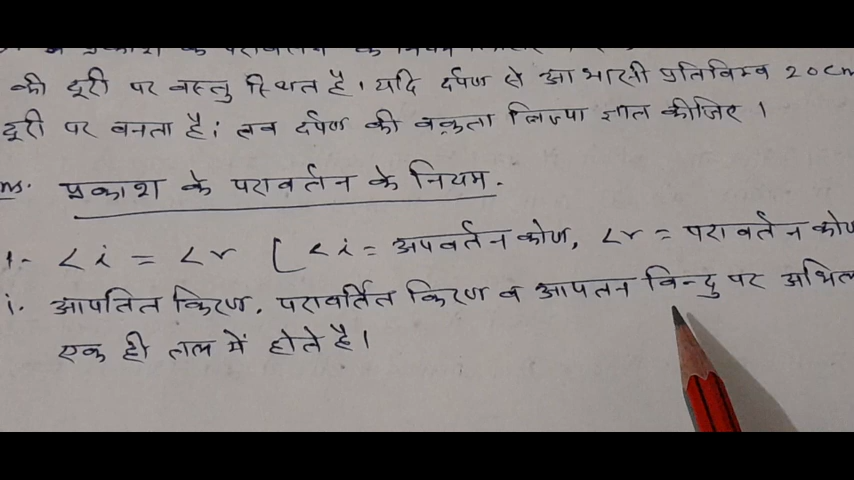 की दूरी पर वस्तु स्थित है। यदि दर्पण से आभासी प्रतिविम्ब 20cm
दूरी पर बनता है; तब दर्पण की वक्रता त्रिज्या ज्ञात कीजिए।
ns. प्रकाश के परावर्तन के नियम.
1- ∠i = ∠r [ ∠i = अपवर्तन कोण, ∠r = परावर्तन कोण
i. आपतित किरण, परावर्तित किरण व आपतन विन्दु पर अभिल
एक ही तल में होते है।